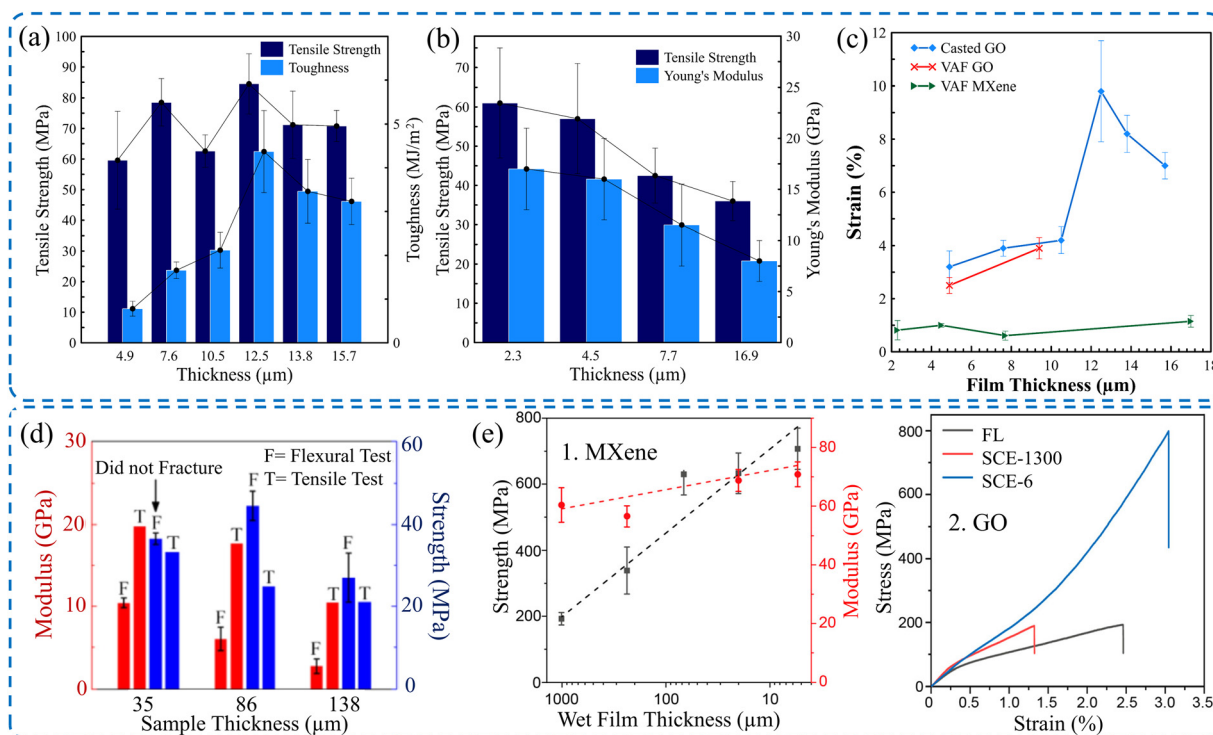 (a)
Tensile Strength
Toughness
Tensile Strength (MPa)
100
90
80
70
60
50
40
30
20
10
0
5
0
Toughness (MJ/m²)
4.9 7.6 10.5 12.5 13.8 15.7
Thickness (µm)
(b)
Tensile Strength
Young's Modulus
Tensile Strength (MPa)
70
60
50
40
30
20
10
0
30
25
20
15
10
5
0
Young's Modulus (GPa)
2.3 4.5 7.7 16.9
Thickness (µm)
(c)
Casted GO
VAF GO
VAF MXene
Strain (%)
12
10
8
6
4
2
0
0 2 4 6 8 10 12 14 16 18
Film Thickness (µm)
(d)
F= Flexural Test
T= Tensile Test
Did not Fracture
Modulus (GPa)
30
20
10
0
F T F T
F T F T
F T F T
60
40
20
0
Strength (MPa)
35 86 138
Sample Thickness (µm)
(e)
1. MXene
Strength (MPa)
800
600
400
200
0
80
60
40
20
0
Modulus (GPa)
1000 100 10
Wet Film Thickness (µm)
FL
SCE-1300
SCE-6
2. GO
Stress (MPa)
800
600
400
200
0
0 0.5 1.0 1.5 2.0 2.5 3.0 3.5
Strain (%)